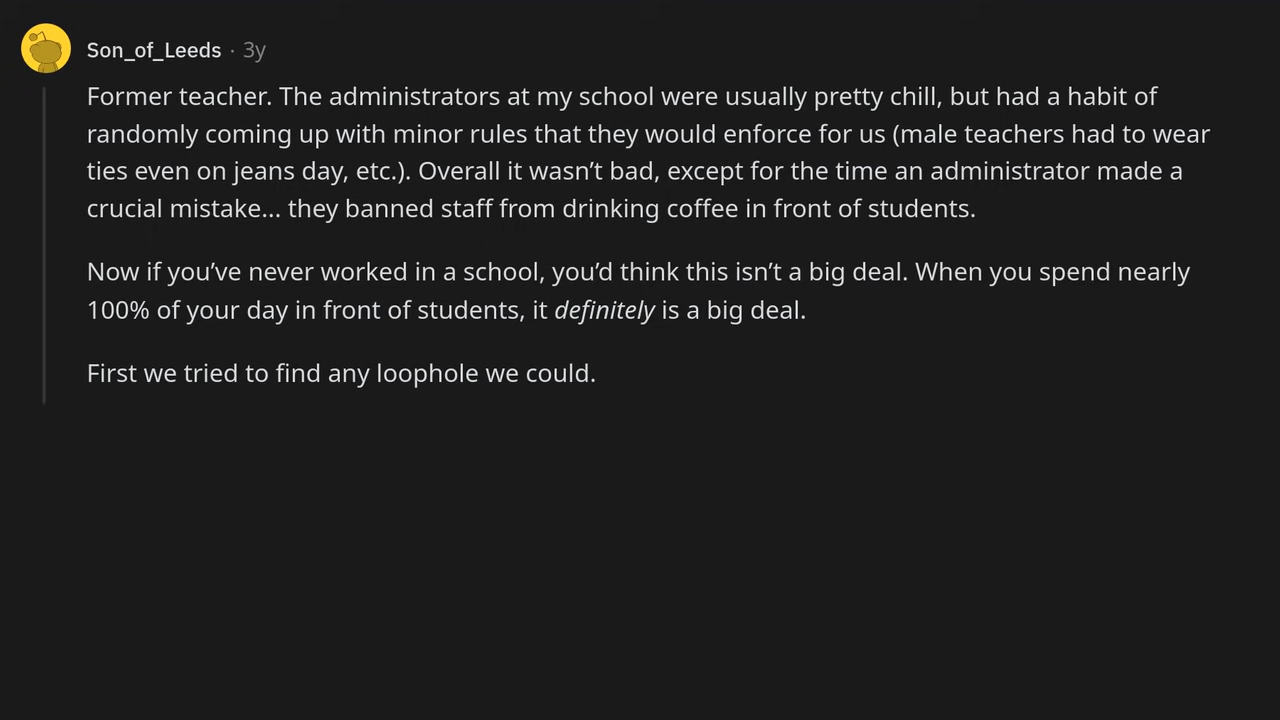 Son_of_Leeds · 3y
Former teacher. The administrators at my school were usually pretty chill, but had a habit of
randomly coming up with minor rules that they would enforce for us (male teachers had to wear
ties even on jeans day, etc.). Overall it wasn’t bad, except for the time an administrator made a
crucial mistake... they banned staff from drinking coffee in front of students.
Now if you’ve never worked in a school, you’d think this isn’t a big deal. When you spend nearly
100% of your day in front of students, it definitely is a big deal.
First we tried to find any loophole we could.